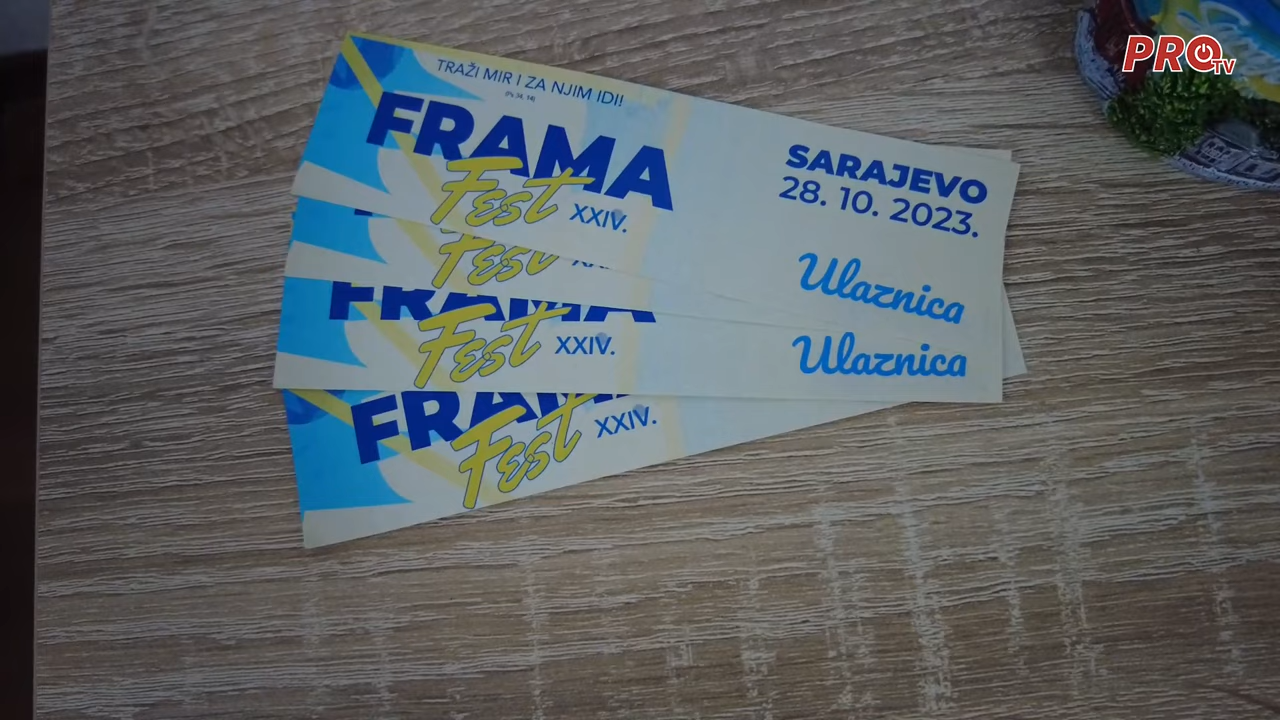 PRO TV
TRAŽI MIR I ZA NJIM IDI!
(Ps 34, 14)
FRAMA
Fest XXIV.
SARAJEVO
28. 10. 2023.
Ulaznica
Fest
FRAMA
Fest XXIV.
Ulaznica
FRAMA
Fest XXIV.